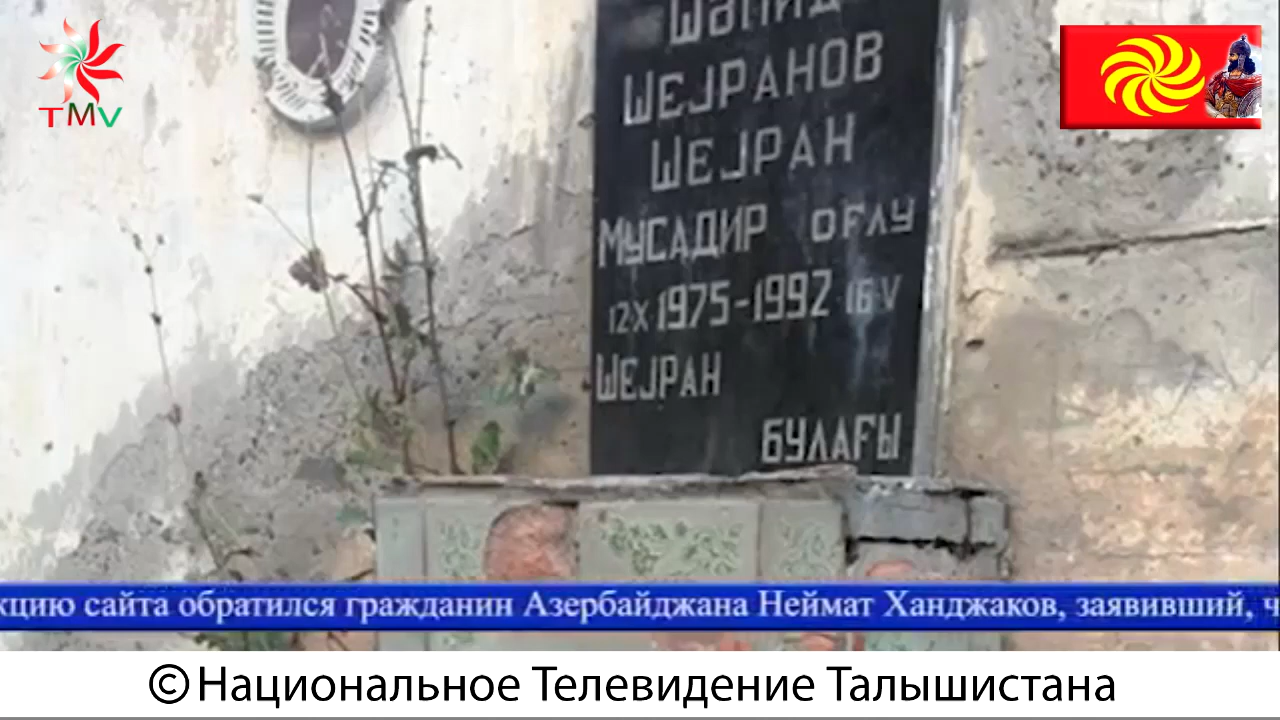 TMV
ШӘҺИД
ШЕЈРАНОВ
ШЕЈРАН
МУСАДИР ОҒЛУ
12·X 1975-1992 16·V
ШЕЈРАН
БУЛАҒЫ
кцию сайта обратился гражданин Азербайджана Неймат Ханджаков, заявивший, ч
©Национальное Телевидение Талышистана